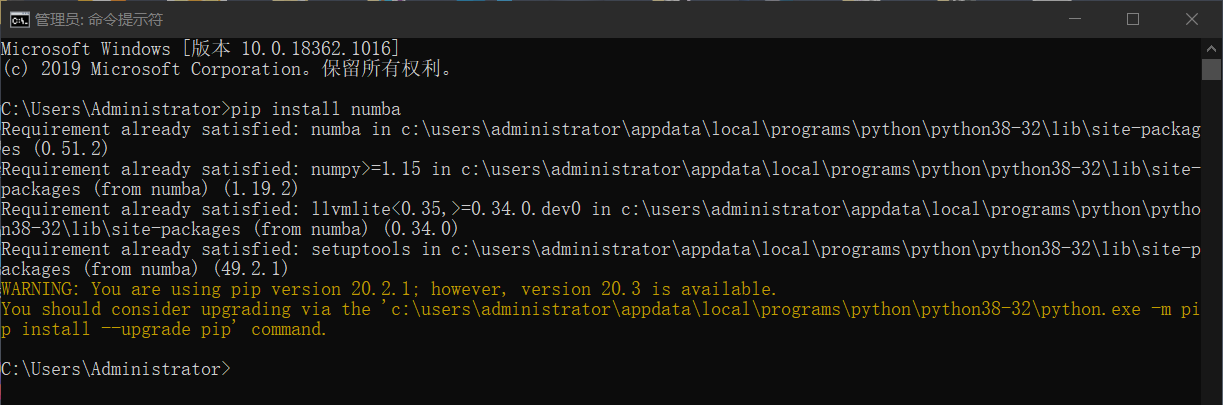 管理员: 命令提示符
Microsoft Windows [版本 10.0.18362.1016]
(c) 2019 Microsoft Corporation。保留所有权利。
C:\Users\Administrator>pip install numba
Requirement already satisfied: numba in c:\users\administrator\appdata\local\programs\python\python38-32\lib\site-packag
es (0.51.2)
Requirement already satisfied: numpy>=1.15 in c:\users\administrator\appdata\local\programs\python\python38-32\lib\site-
packages (from numba) (1.19.2)
Requirement already satisfied: llvmlite<0.35,>=0.34.0.dev0 in c:\users\administrator\appdata\local\programs\python\pytho
n38-32\lib\site-packages (from numba) (0.34.0)
Requirement already satisfied: setuptools in c:\users\administrator\appdata\local\programs\python\python38-32\lib\site-p
ackages (from numba) (49.2.1)
WARNING: You are using pip version 20.2.1; however, version 20.3 is available.
You should consider upgrading via the 'c:\users\administrator\appdata\local\programs\python\python38-32\python.exe -m pi
p install --upgrade pip' command.
C:\Users\Administrator>